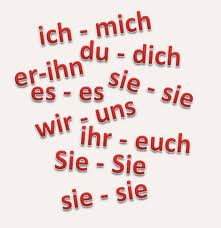 ich - mich
du - dich
er-ihn
es - es
sie - sie
wir - uns
ihr - euch
Sie - Sie
sie - sie